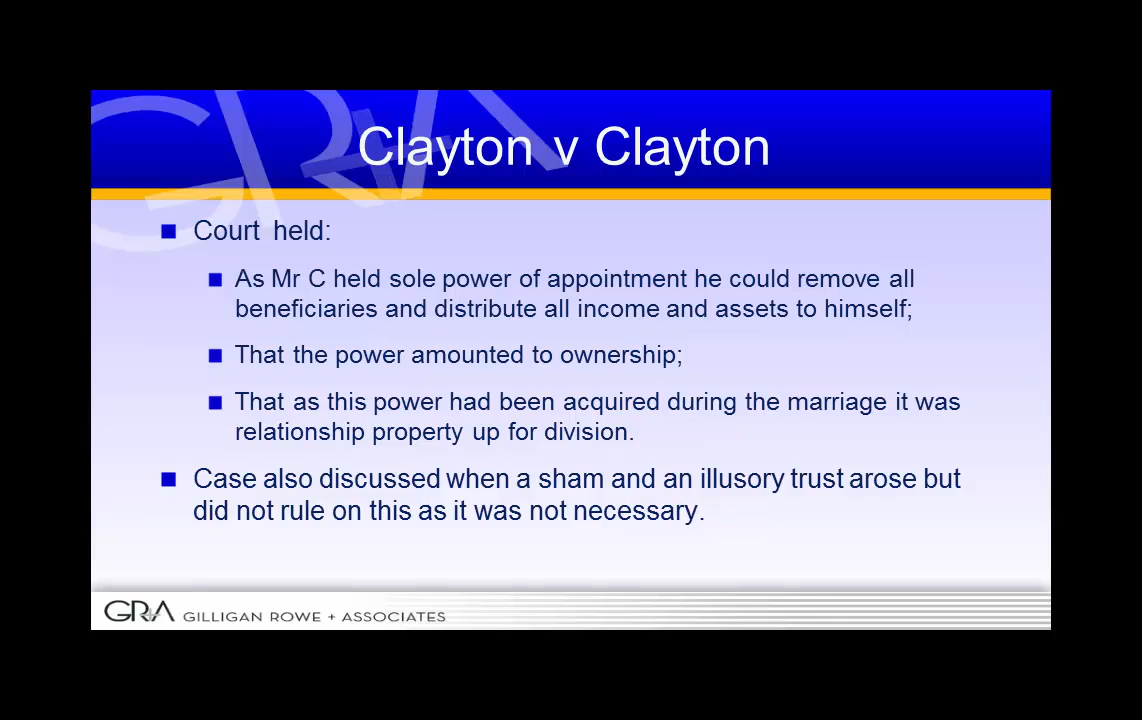 GRA
Clayton v Clayton
Court held:
As Mr C held sole power of appointment he could remove all
beneficiaries and distribute all income and assets to himself;
That the power amounted to ownership;
That as this power had been acquired during the marriage it was
relationship property up for division.
Case also discussed when a sham and an illusory trust arose but
did not rule on this as it was not necessary.
GRA GILLIGAN ROWE + ASSOCIATES